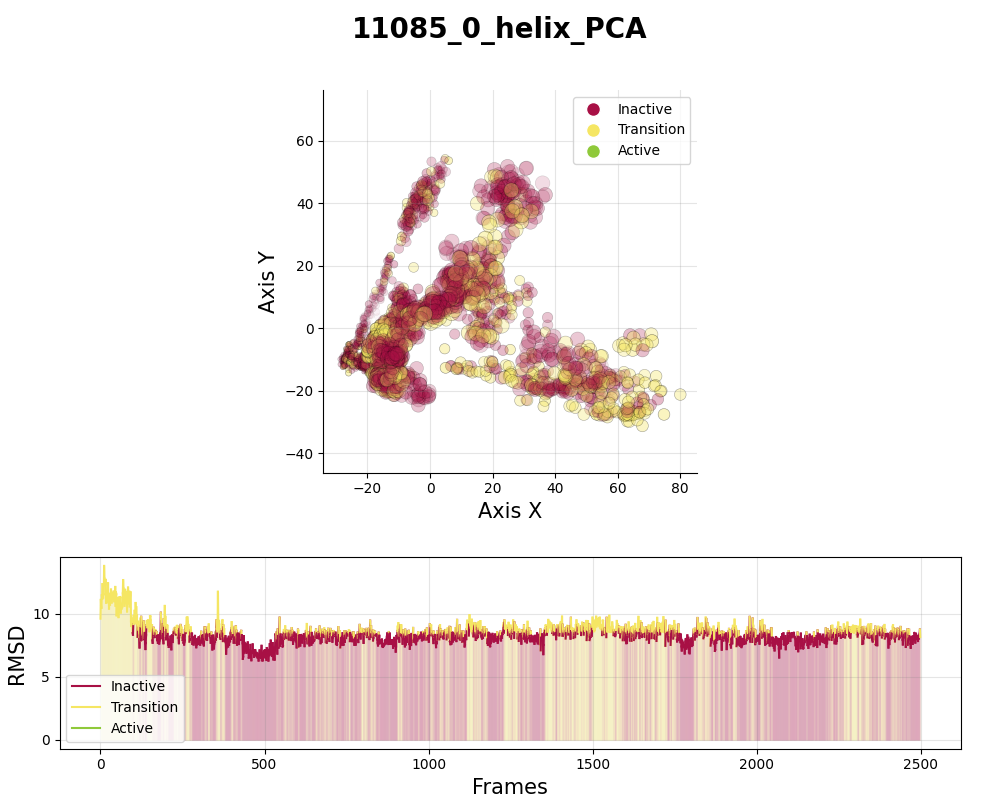 11085_0_helix_PCA
Inactive
Transition
Active
60
40
20
0
−20
−40
Axis Y
−20
0
20
40
60
80
Axis X
10
5
0
RMSD
Inactive
Transition
Active
0
500
1000
1500
2000
2500
Frames